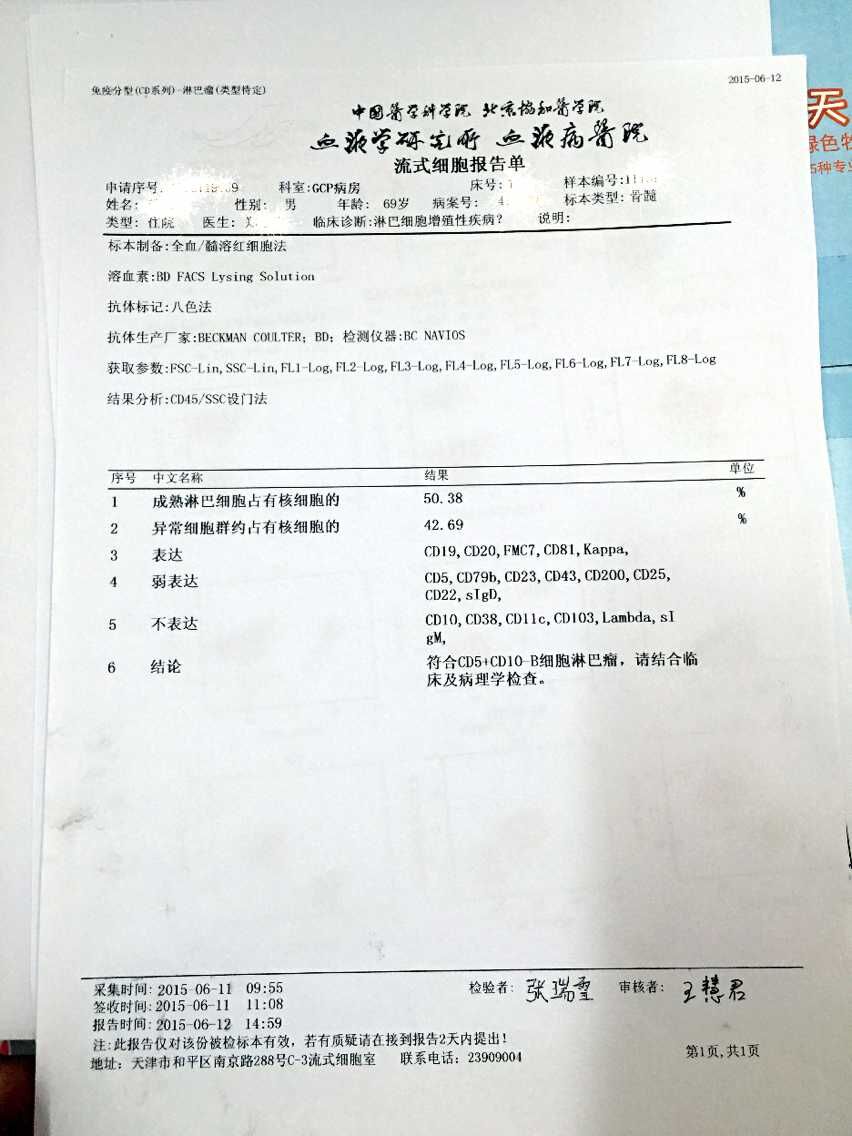 2015-06-12
免疫分型(CD系列)-淋巴瘤(类型待定)
中国医学科学院 北京协和医学院
血液学研究所 血液病医院
流式细胞报告单
申请序号: 科室:GCP病房 床号: 样本编号:
姓名: 性别: 男 年龄: 69岁 病案号: 标本类型: 骨髓
类型: 住院 医生: 临床诊断:淋巴细胞增殖性疾病? 说明:
标本制备:全血/髓溶红细胞法
溶血素:BD FACS Lysing Solution
抗体标记:八色法
抗体生产厂家:BECKMAN COULTER; BD; 检测仪器:BC NAVIOS
获取参数:FSC-Lin,SSC-Lin,FL1-Log,FL2-Log,FL3-Log,FL4-Log,FL5-Log,FL6-Log,FL7-Log,FL8-Log
结果分析:CD45/SSC设门法
序号 中文名称 结果 单位
1 成熟淋巴细胞占有核细胞的 50.38 %
2 异常细胞群约占有核细胞的 42.69 %
3 表达 CD19,CD20,FMC7,CD81,Kappa,
4 弱表达 CD5,CD79b,CD23,CD43,CD200,CD25,
CD22,sIgD,
5 不表达 CD10,CD38,CD11c,CD103,Lambda,sI
gM,
6 结论 符合CD5+CD10-B细胞淋巴瘤，请结合临
床及病理学检查。
采集时间: 2015-06-11 09:55 检验者: 张瑞雪 审核者: 王慧君
签收时间: 2015-06-11 11:08
报告时间: 2015-06-12 14:59
注:此报告仅对该份被检标本有效，若有质疑请在接到报告2天内提出!
地址: 天津市和平区南京路288号C-3流式细胞室 联系电话: 23909004
第1页,共1页
天
绿色牧
5种专业